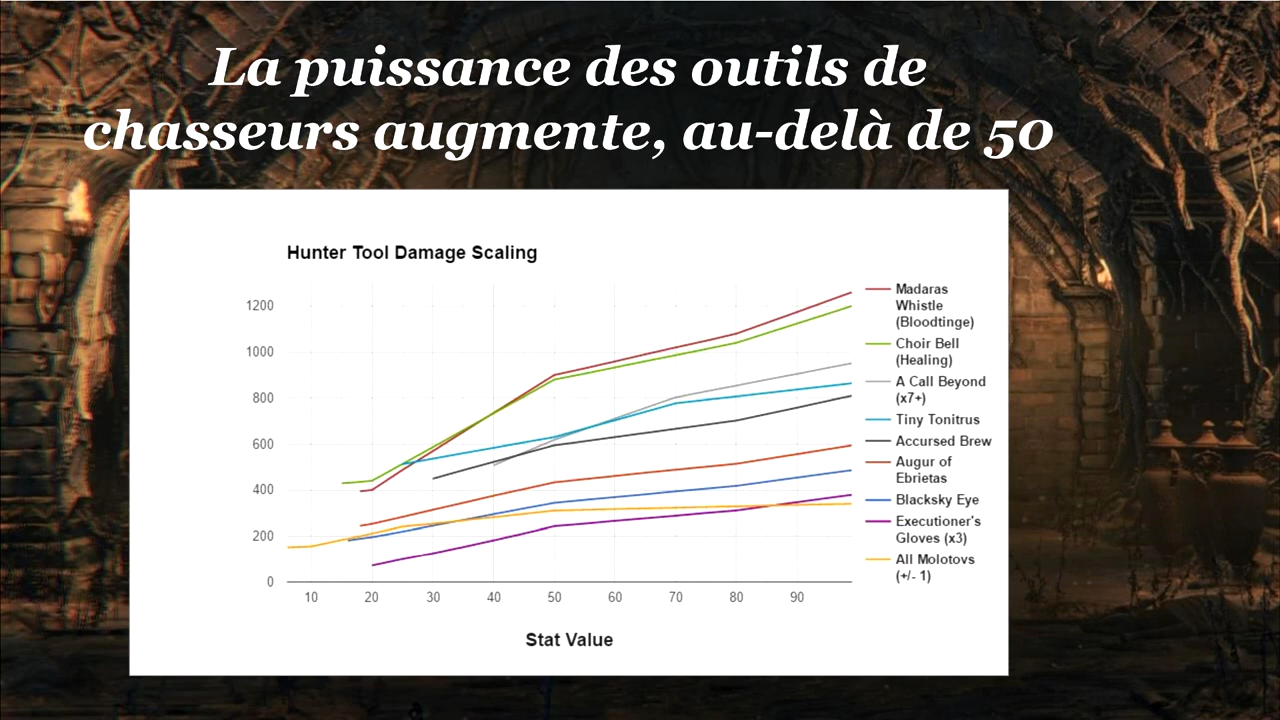 La puissance des outils de
chasseurs augmente, au-delà de 50
Hunter Tool Damage Scaling
1200
1000
800
600
400
200
0
10 20 30 40 50 60 70 80 90
Stat Value
Madaras
Whistle
(Bloodtinge)
Choir Bell
(Healing)
A Call Beyond
(x7+)
Tiny Tonitrus
Accursed Brew
Augur of
Ebrietas
Blacksky Eye
Executioner's
Gloves (x3)
All Molotovs
(+/- 1)